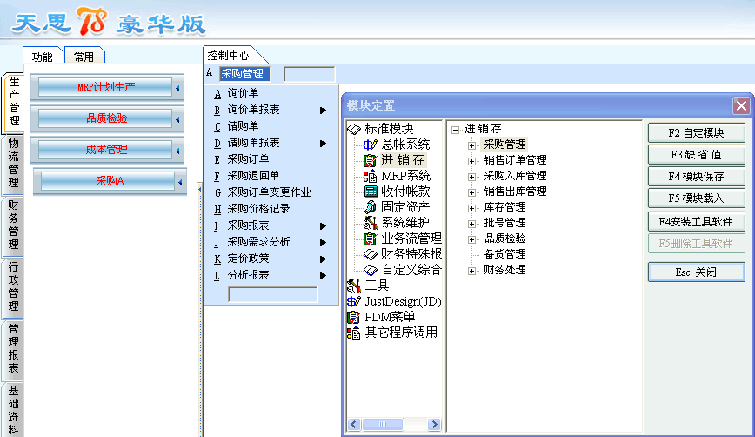 天思T8豪华版
功能 常用
生产管理
物流管理
财务管理
行政管理
管理报表
基础资料
MRP计划生产
品质检验
成本管理
采购A
控制中心
A 采购管理
A 询价单
B 询价单报表
C 请购单
D 请购单报表
E 采购订单
F 采购退回单
G 采购订单变更作业
H 采购价格记录
I 采购报表
J 采购需求分析
K 定价政策
L 分析报表
模块定置
标准模块
总帐系统
进销存
MRP系统
收付帐款
固定资产
系统维护
业务流管理
财务特殊报
自定义综合
工具
JustDesign(JD)
PDM菜单
其它程序调用
进销存
采购管理
销售订单管理
采购入库管理
销售出库管理
库存管理
批号管理
品质检验
备货管理
财务处理
F2 自定模块
F3 缺省值
F4 模块保存
F5 模块载入
F4安装工具软件
F5删除工具软件
Esc 关闭